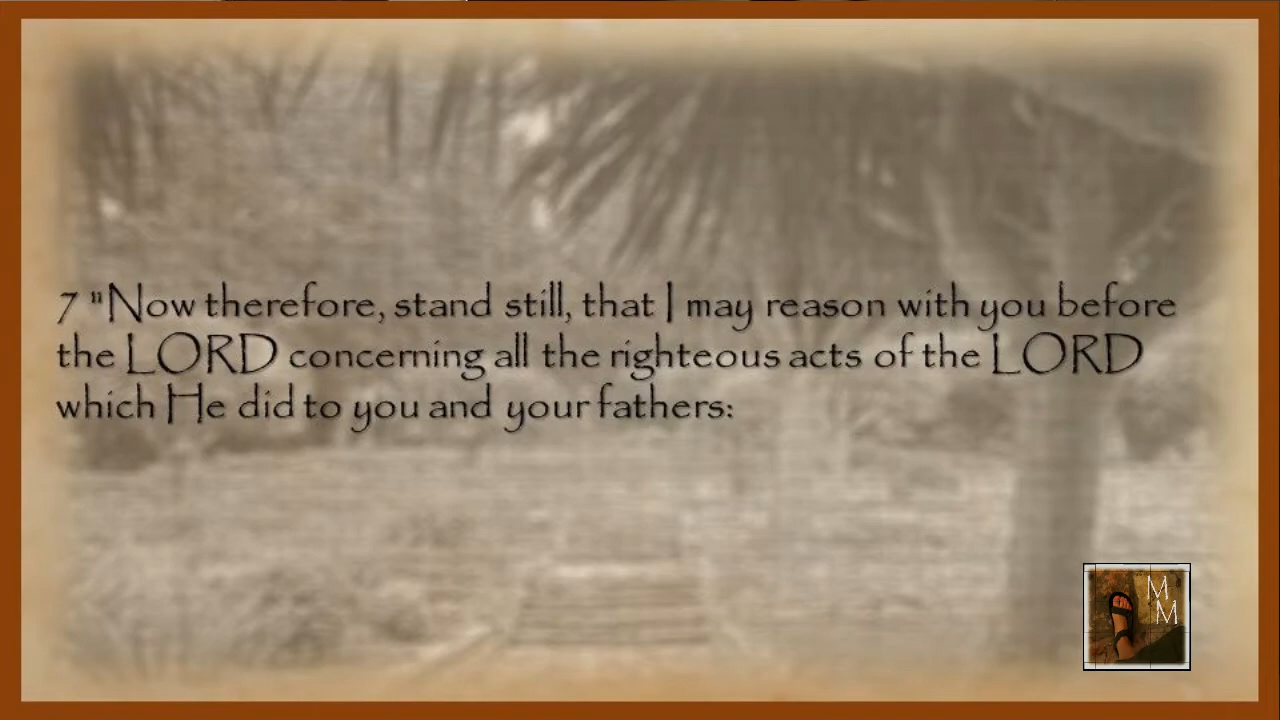 7 "Now therefore, stand still, that I may reason with you before
the LORD concerning all the righteous acts of the LORD
which He did to you and your fathers:
M
M